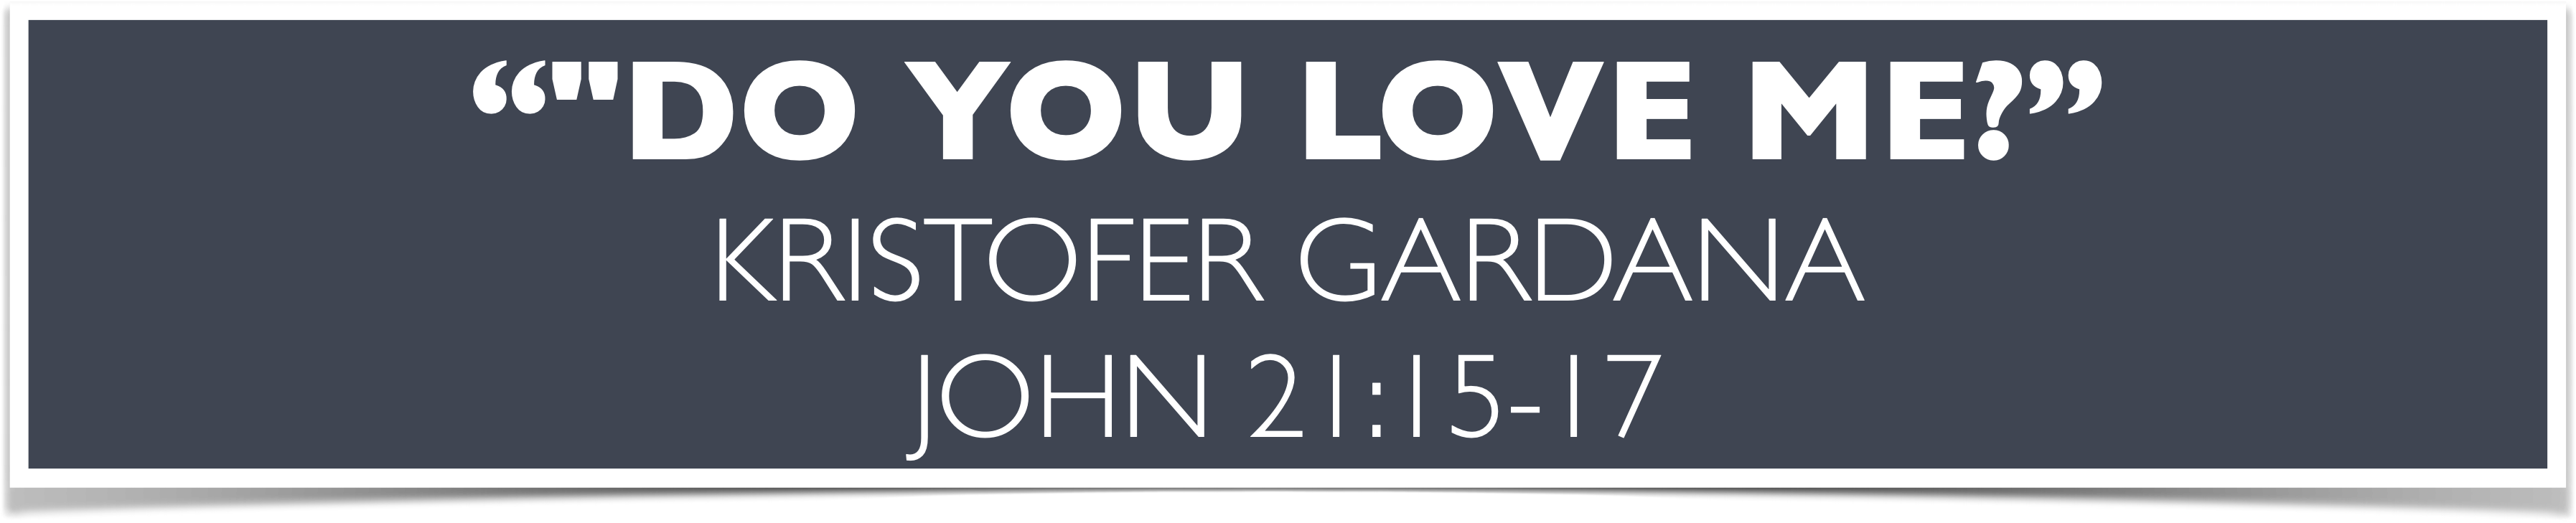 “"DO YOU LOVE ME?”
KRISTOFER GARDANA
JOHN 21:15-17